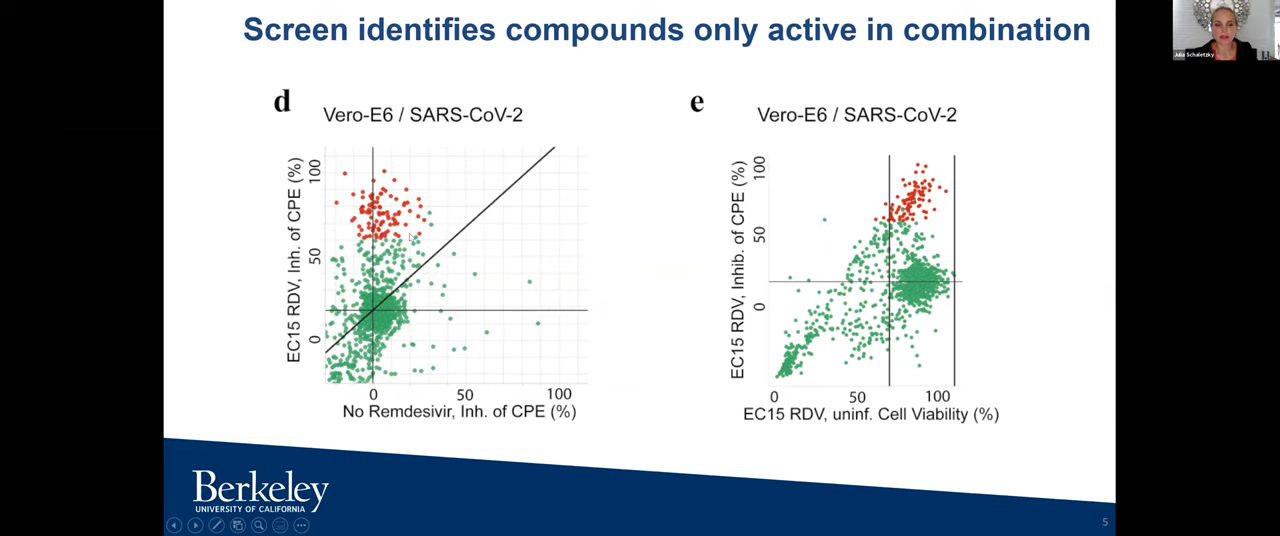 Screen identifies compounds only active in combination
Julia Schaletzky
d
Vero-E6 / SARS-CoV-2
EC15 RDV, Inh. of CPE (%)
100
50
0
0
50
100
No Remdesivir, Inh. of CPE (%)
e
Vero-E6 / SARS-CoV-2
EC15 RDV, Inhib. of CPE (%)
100
50
0
0
50
100
EC15 RDV, uninf. Cell Viability (%)
Berkeley
UNIVERSITY OF CALIFORNIA
5